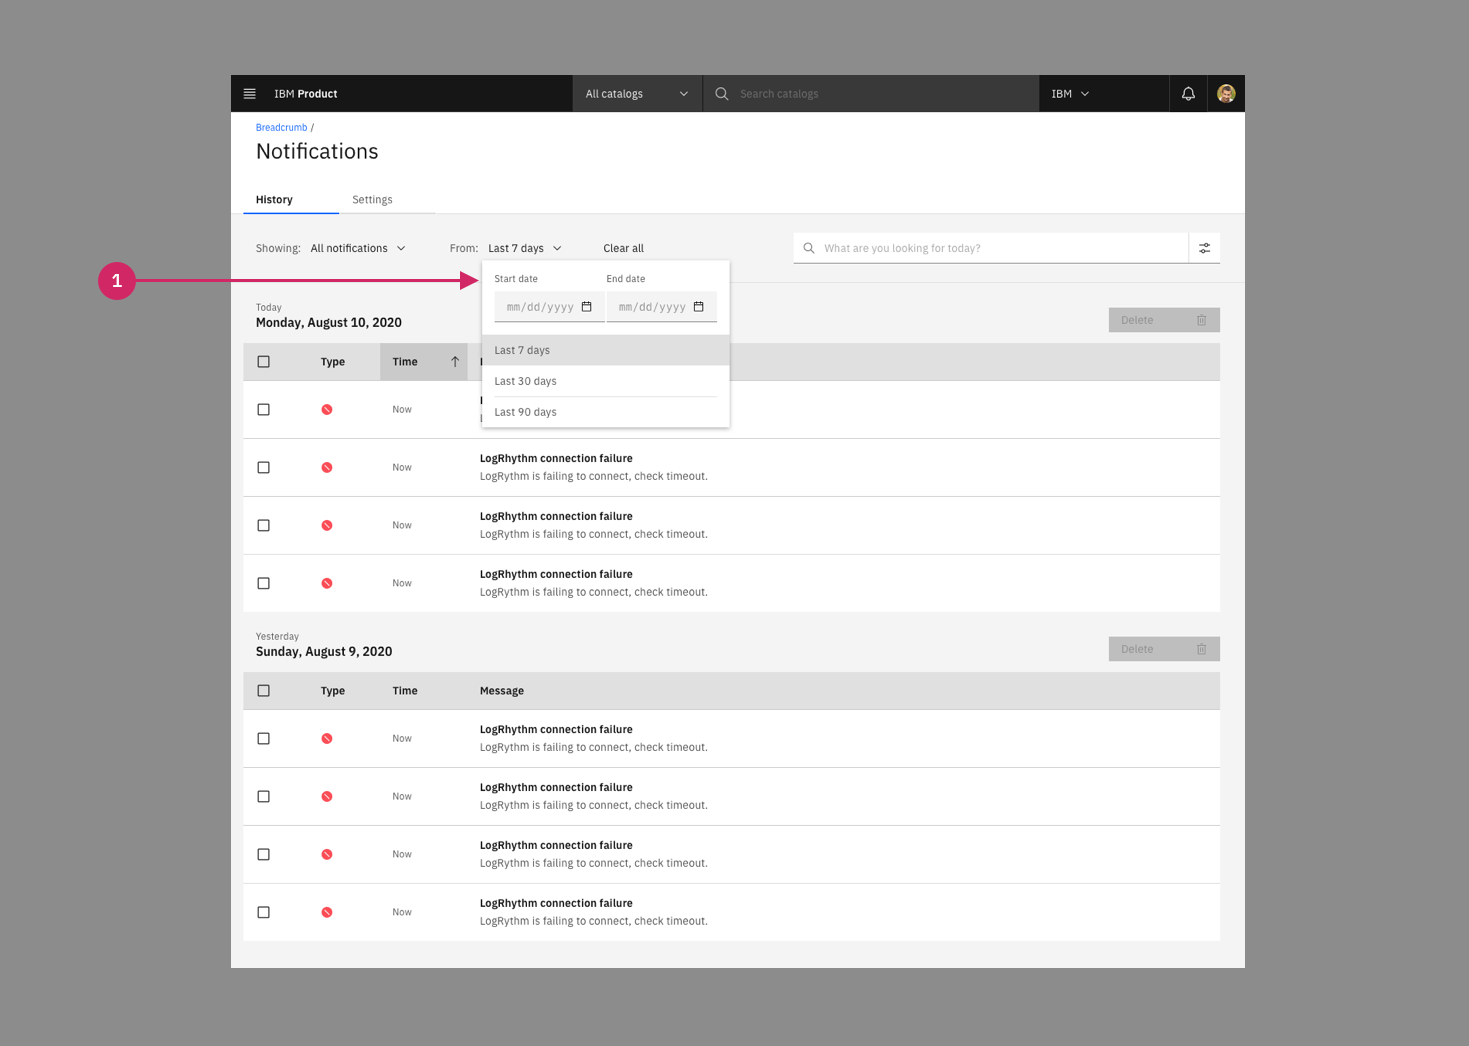 IBM Product
All catalogs
Search catalogs
IBM
Breadcrumb /
Notifications
History
Settings
Showing: All notifications
From: Last 7 days
Clear all
What are you looking for today?
1
Start date
End date
mm/dd/yyyy
mm/dd/yyyy
Last 7 days
Last 30 days
Last 90 days
Today
Monday, August 10, 2020
Delete
Type
Time
Now
Now
LogRhythm connection failure
LogRythm is failing to connect, check timeout.
Now
LogRhythm connection failure
LogRythm is failing to connect, check timeout.
Now
LogRhythm connection failure
LogRythm is failing to connect, check timeout.
Yesterday
Sunday, August 9, 2020
Delete
Type
Time
Message
Now
LogRhythm connection failure
LogRythm is failing to connect, check timeout.
Now
LogRhythm connection failure
LogRythm is failing to connect, check timeout.
Now
LogRhythm connection failure
LogRythm is failing to connect, check timeout.
Now
LogRhythm connection failure
LogRythm is failing to connect, check timeout.